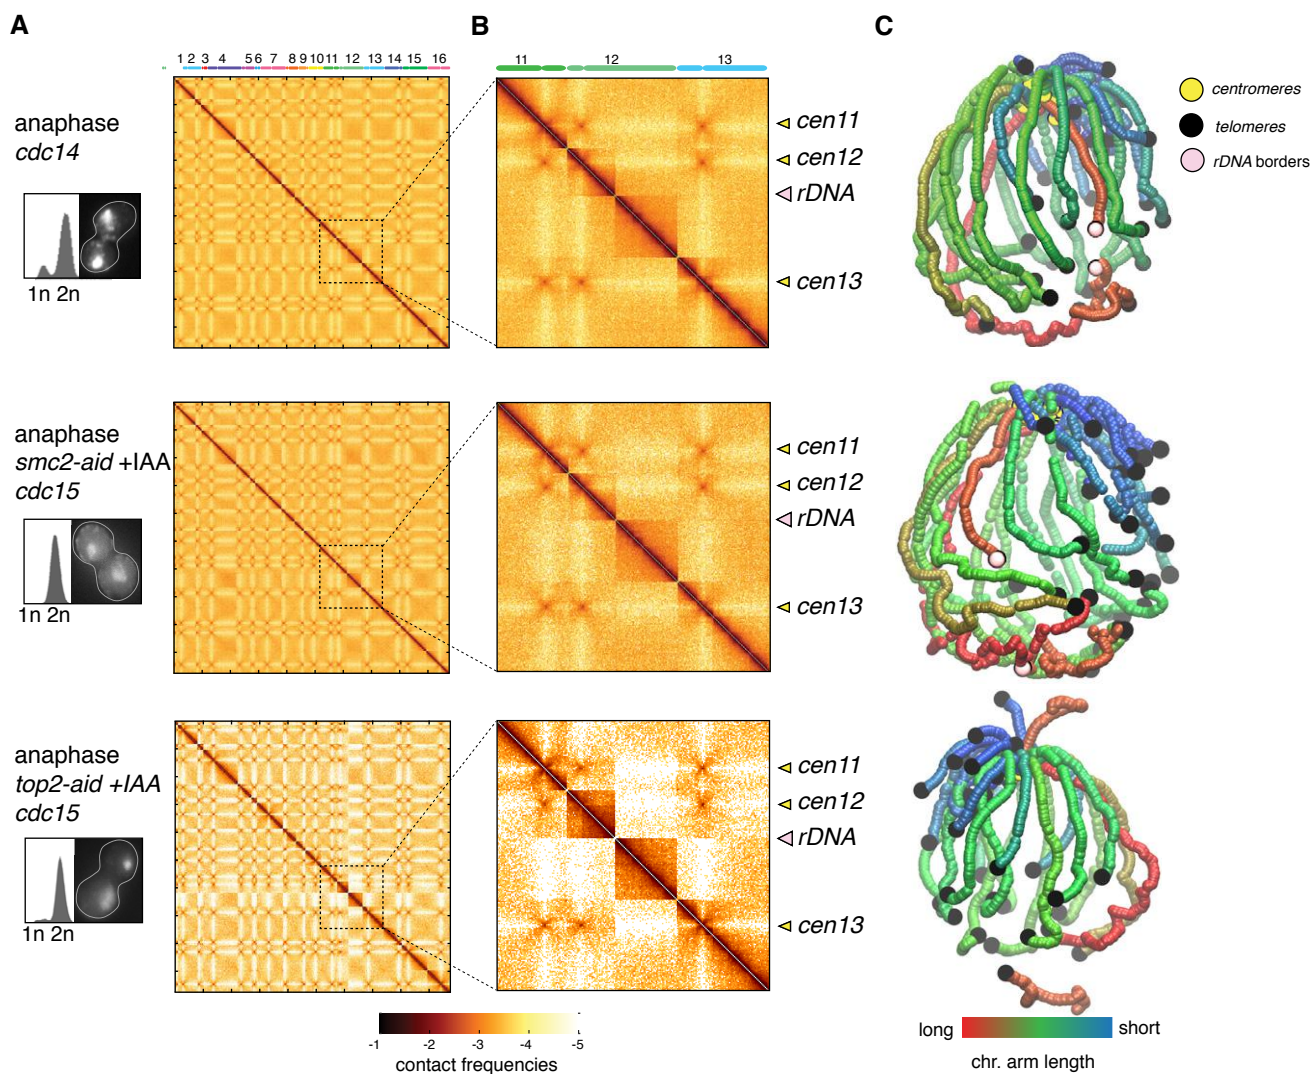 A
B
C
1 2 3 4 5 6 7 8 9 10 11 12 13 14 15 16
11 12 13
anaphase
cdc14
1n 2n
cen11
cen12
rDNA
cen13
centromeres
telomeres
rDNA borders
anaphase
smc2-aid +IAA
cdc15
1n 2n
cen11
cen12
rDNA
cen13
anaphase
top2-aid +IAA
cdc15
1n 2n
cen11
cen12
rDNA
cen13
-1 -2 -3 -4 -5
contact frequencies
long short
chr. arm length